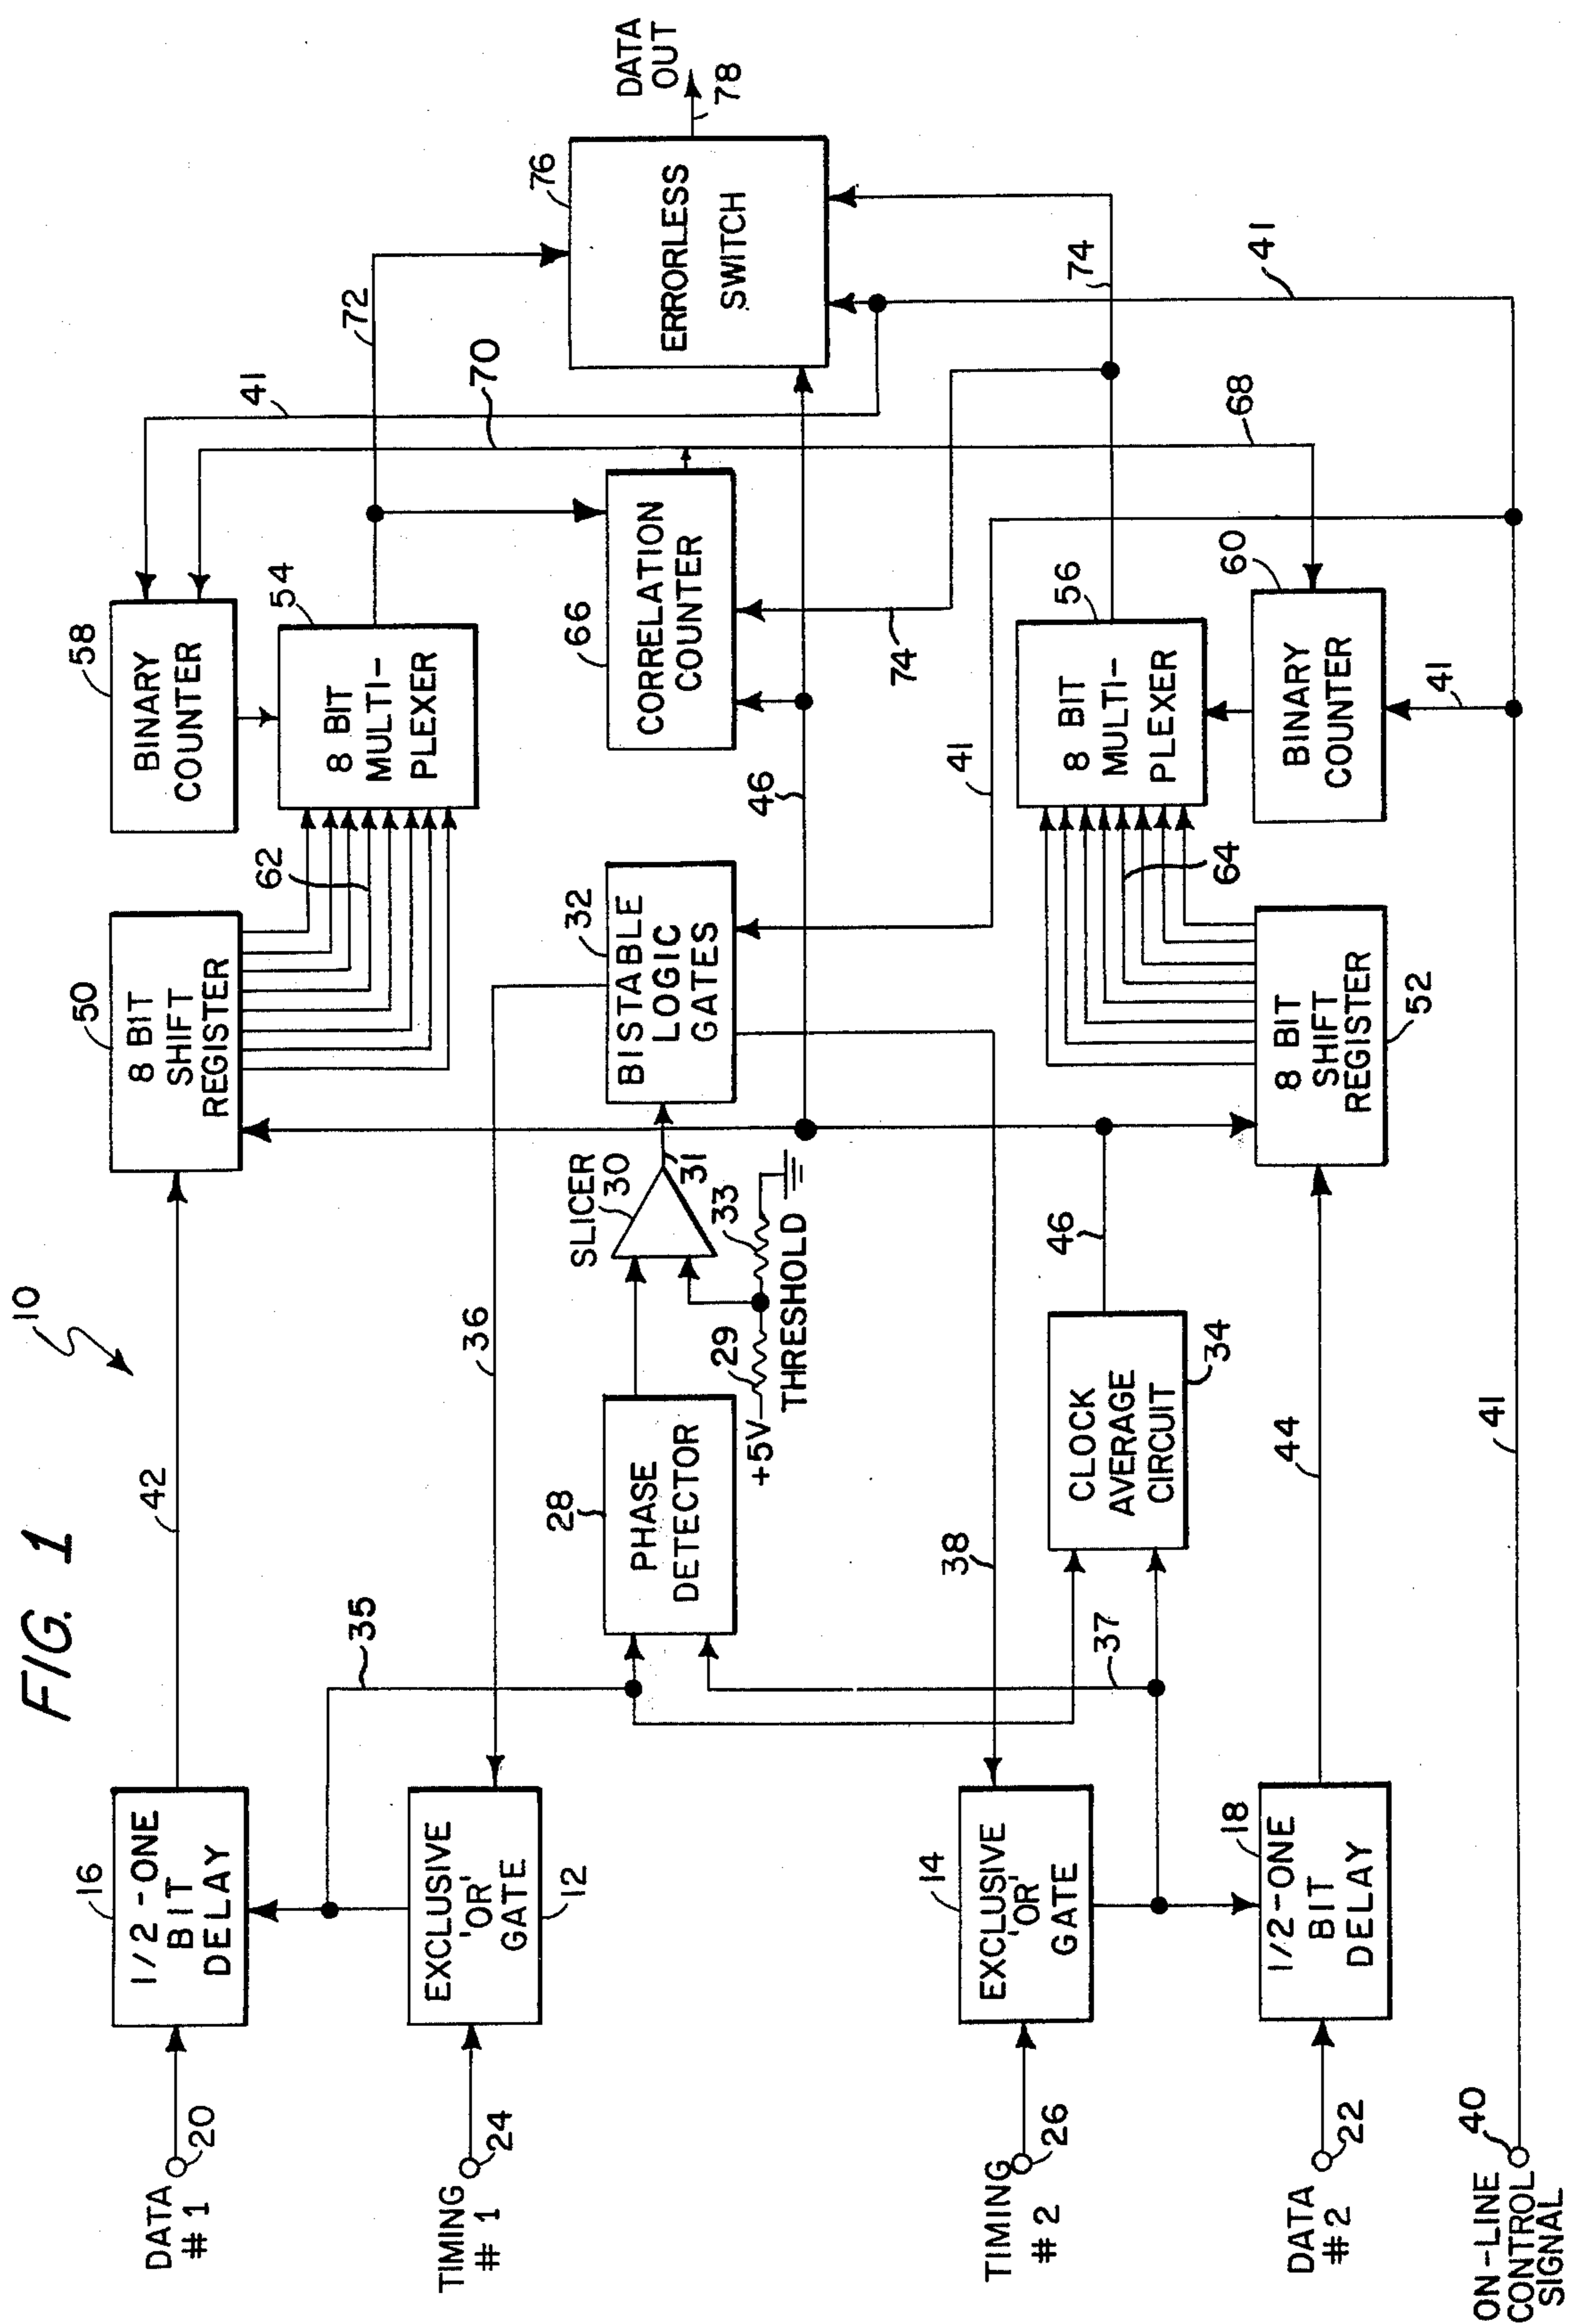 FIG. 1
10
DATA
# 1
20
16
1/2-ONE
BIT
DELAY
42
50
8 BIT
SHIFT
REGISTER
62
58
BINARY
COUNTER
54
8 BIT
MULTI-
PLEXER
41
70
72
76
ERRORLESS
SWITCH
DATA
OUT
78
TIMING
# 1
24
EXCLUSIVE
'OR'
GATE
12
35
36
28
PHASE
DETECTOR
SLICER
30
31
29
33
+5V
THRESHOLD
32
BISTABLE
LOGIC
GATES
66
CORRELATION
COUNTER
46
74
41
68
TIMING
# 2
26
14
EXCLUSIVE
'OR'
GATE
38
37
CLOCK
AVERAGE
CIRCUIT
34
46
56
8 BIT
MULTI-
PLEXER
64
74
41
DATA
# 2
22
18
1/2-ONE
BIT
DELAY
44
8 BIT
SHIFT
REGISTER
52
60
BINARY
COUNTER
41
ON-LINE
CONTROL
SIGNAL
40
41